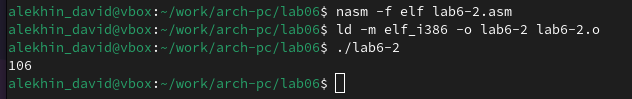 alekhin_david@vbox:~/work/arch-pc/lab06$ nasm -f elf lab6-2.asm
alekhin_david@vbox:~/work/arch-pc/lab06$ ld -m elf_i386 -o lab6-2 lab6-2.o
alekhin_david@vbox:~/work/arch-pc/lab06$ ./lab6-2
106
alekhin_david@vbox:~/work/arch-pc/lab06$